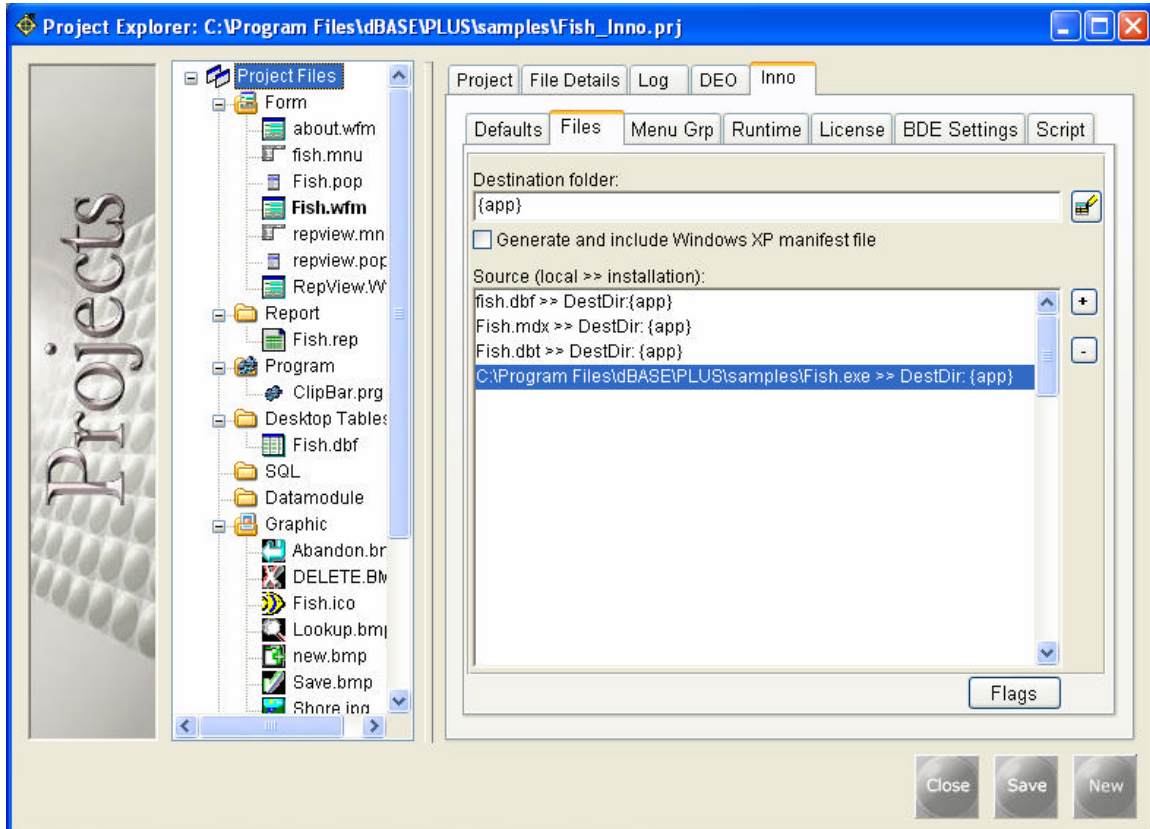 Project Explorer: C:\Program Files\dBASE\PLUS\samples\Fish_Inno.prj
Projects
Project Files
Form
about.wfm
fish.mnu
Fish.pop
Fish.wfm
repview.mn
repview.pop
RepView.W
Report
Fish.rep
Program
ClipBar.prg
Desktop Tables
Fish.dbf
SQL
Datamodule
Graphic
Abandon.br
DELETE.BM
Fish.ico
Lookup.bmp
new.bmp
Save.bmp
Shore.jpg
Project File Details Log DEO Inno
Defaults Files Menu Grp Runtime License BDE Settings Script
Destination folder:
{app}
Generate and include Windows XP manifest file
Source (local >> installation):
fish.dbf >> DestDir:{app}
Fish.mdx >> DestDir: {app}
Fish.dbt >> DestDir: {app}
C:\Program Files\dBASE\PLUS\samples\Fish.exe >> DestDir: {app}
+
-
Flags
Close Save New